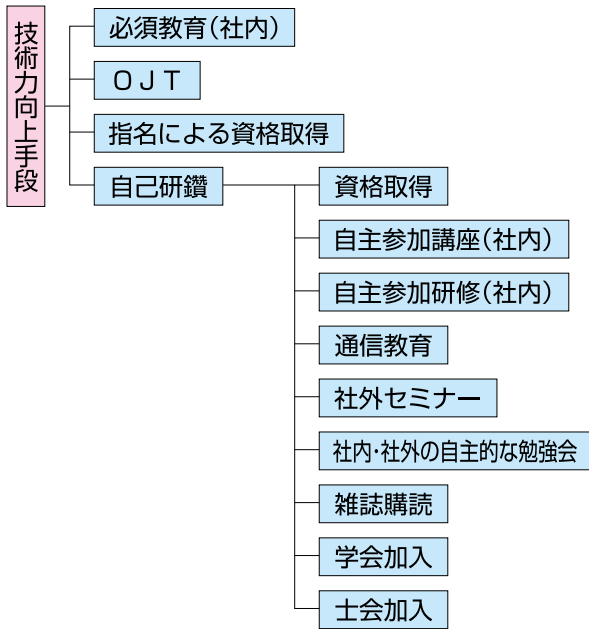 技術力向上手段
必須教育(社内)
OJT
指名による資格取得
自己研鑽
資格取得
自主参加講座(社内)
自主参加研修(社内)
通信教育
社外セミナー
社内・社外の自主的な勉強会
雑誌購読
学会加入
士会加入